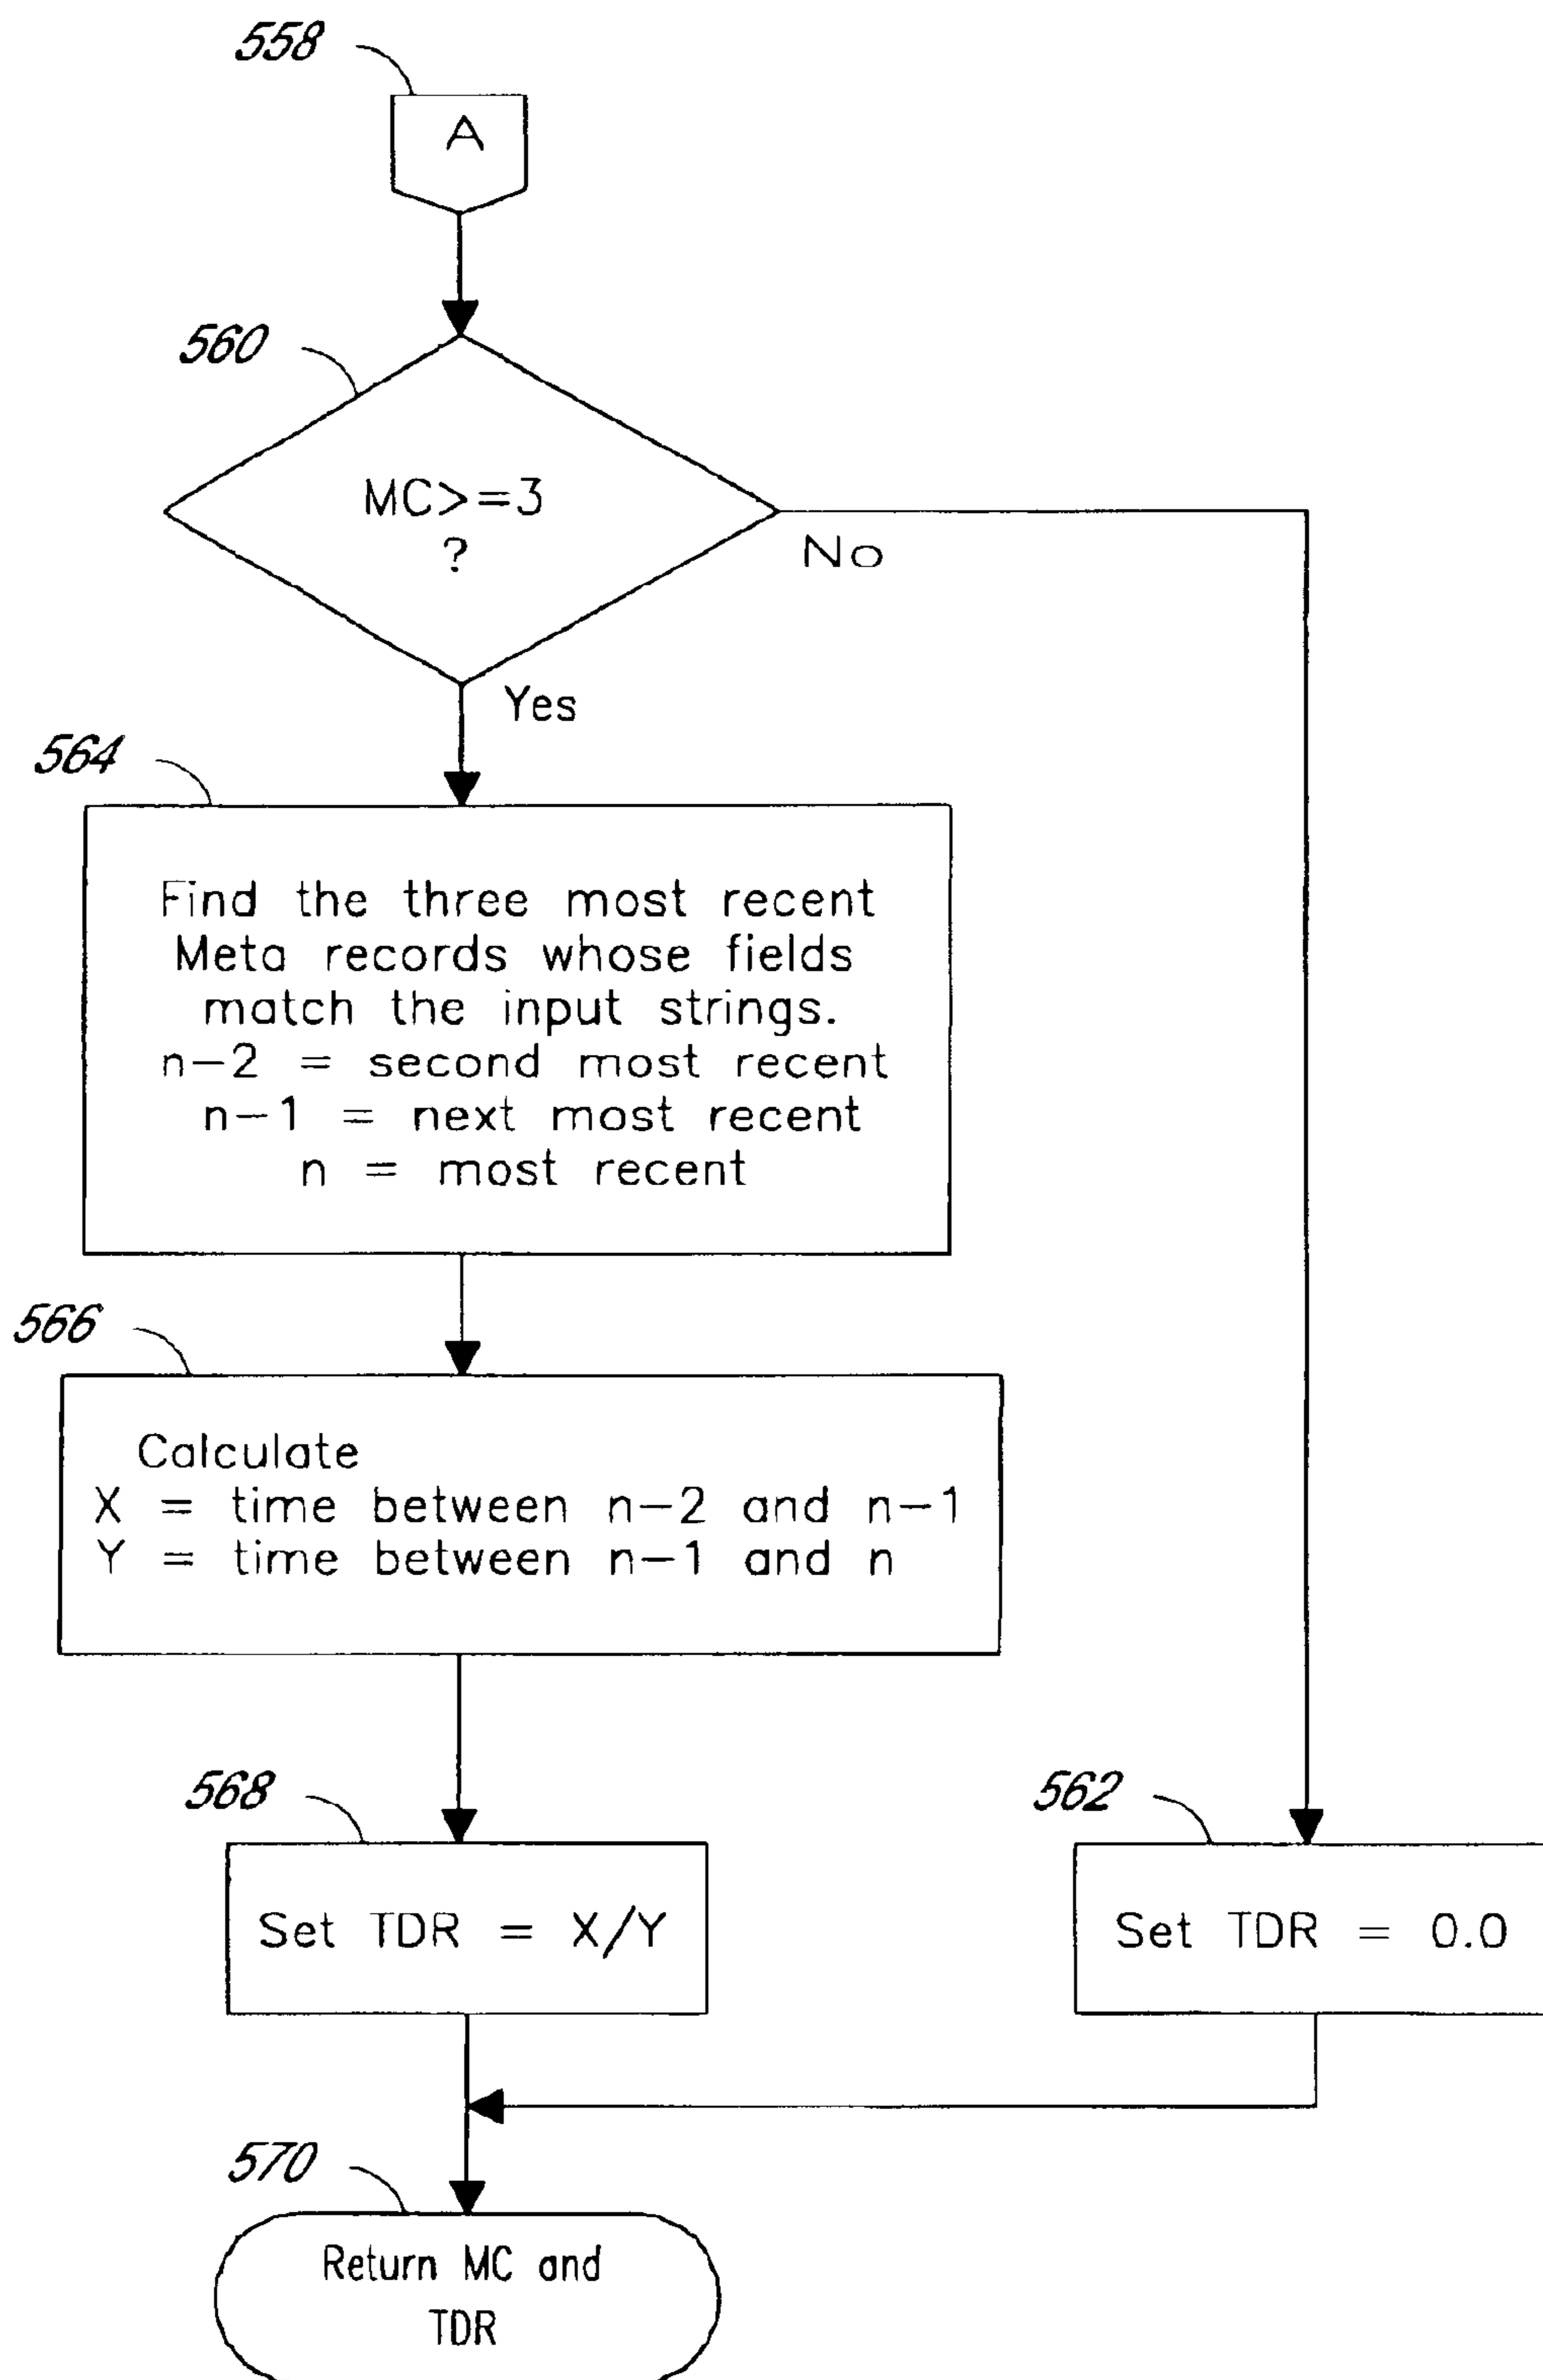 558
A
560
MC>=3
?
No
Yes
564
Find the three most recent
Meta records whose fields
match the input strings.
n-2 = second most recent
n-1 = next most recent
n = most recent
566
Calculate
X = time between n-2 and n-1
Y = time between n-1 and n
568
562
Set TDR = X/Y
Set TDR = 0.0
570
Return MC and
TDR